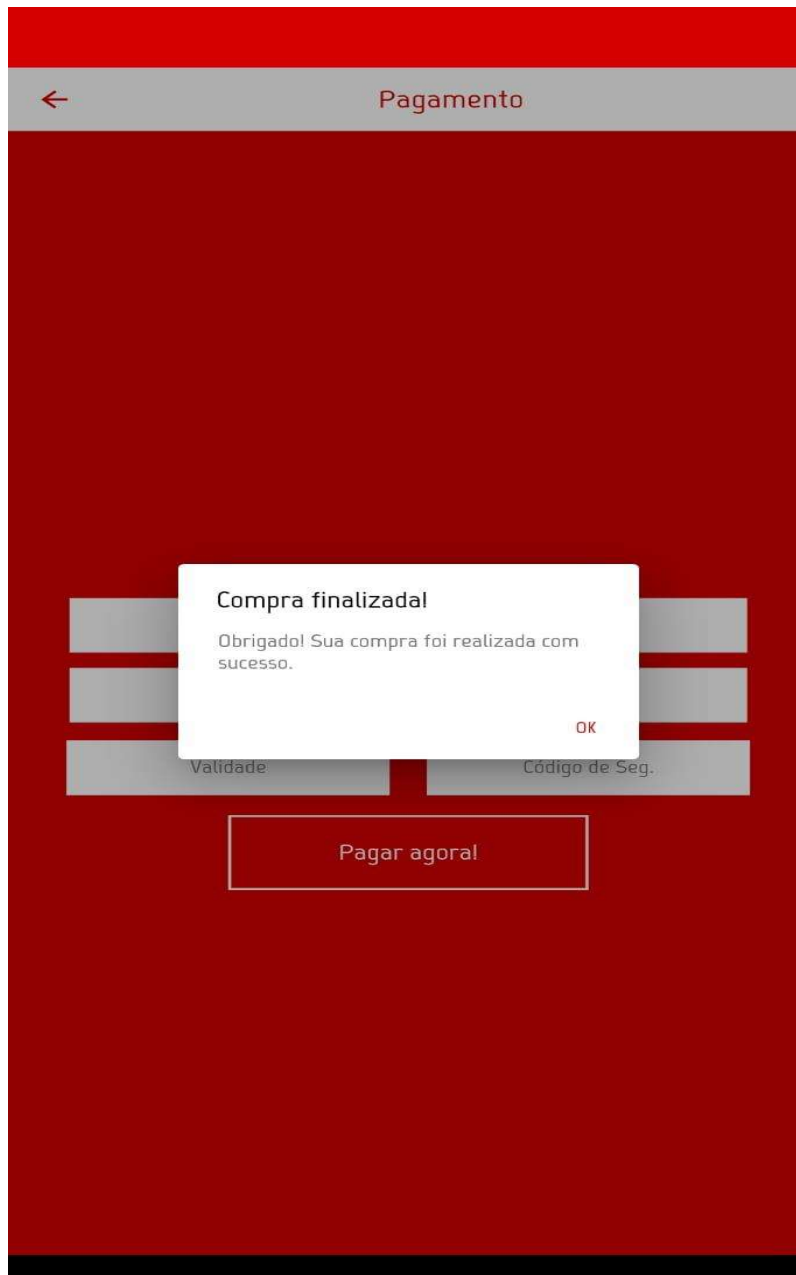 Pagamento
Compra finalizada!
Obrigado! Sua compra foi realizada com
sucesso.
OK
Validade
Código de Seg.
Pagar agora!